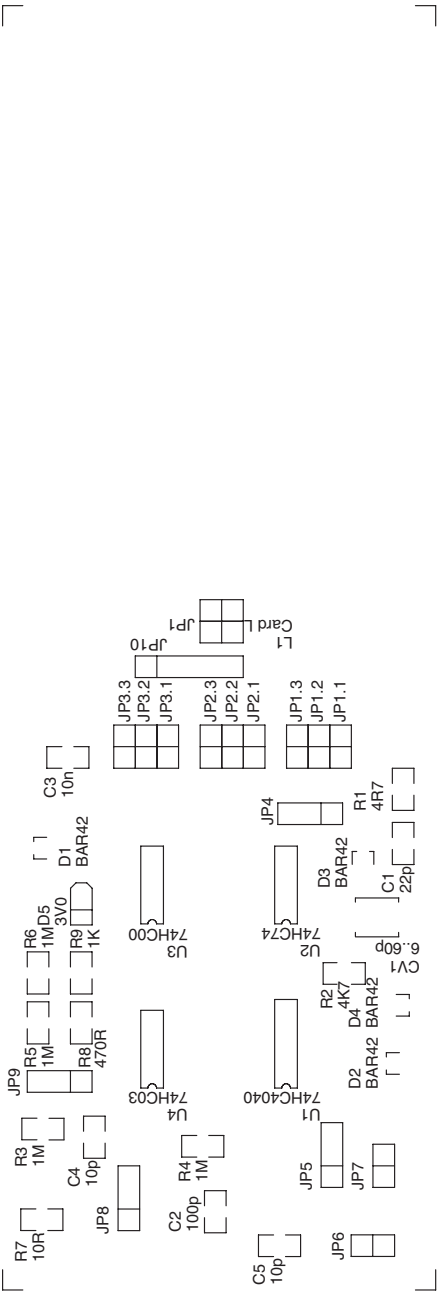 JP1
Card L
L1
JP10
JP3.3
JP3.2
JP3.1
JP2.3
JP2.2
JP2.1
JP1.3
JP1.2
JP1.1
C3
10n
JP4
R1
4R7
D1
BAR42
D3
BAR42
C1
22p
R6
1M
D5
3V0
R9
1K
U3
74HC00
U2
74HC74
CV1
6..60p
R5
1M
R8
470R
R2
4K7
D4
BAR42
D2
BAR42
JP9
U4
74HC03
U1
74HC4040
R3
1M
C4
10p
R4
1M
JP5
JP7
R7
10R
JP8
C2
100p
C5
10p
JP6